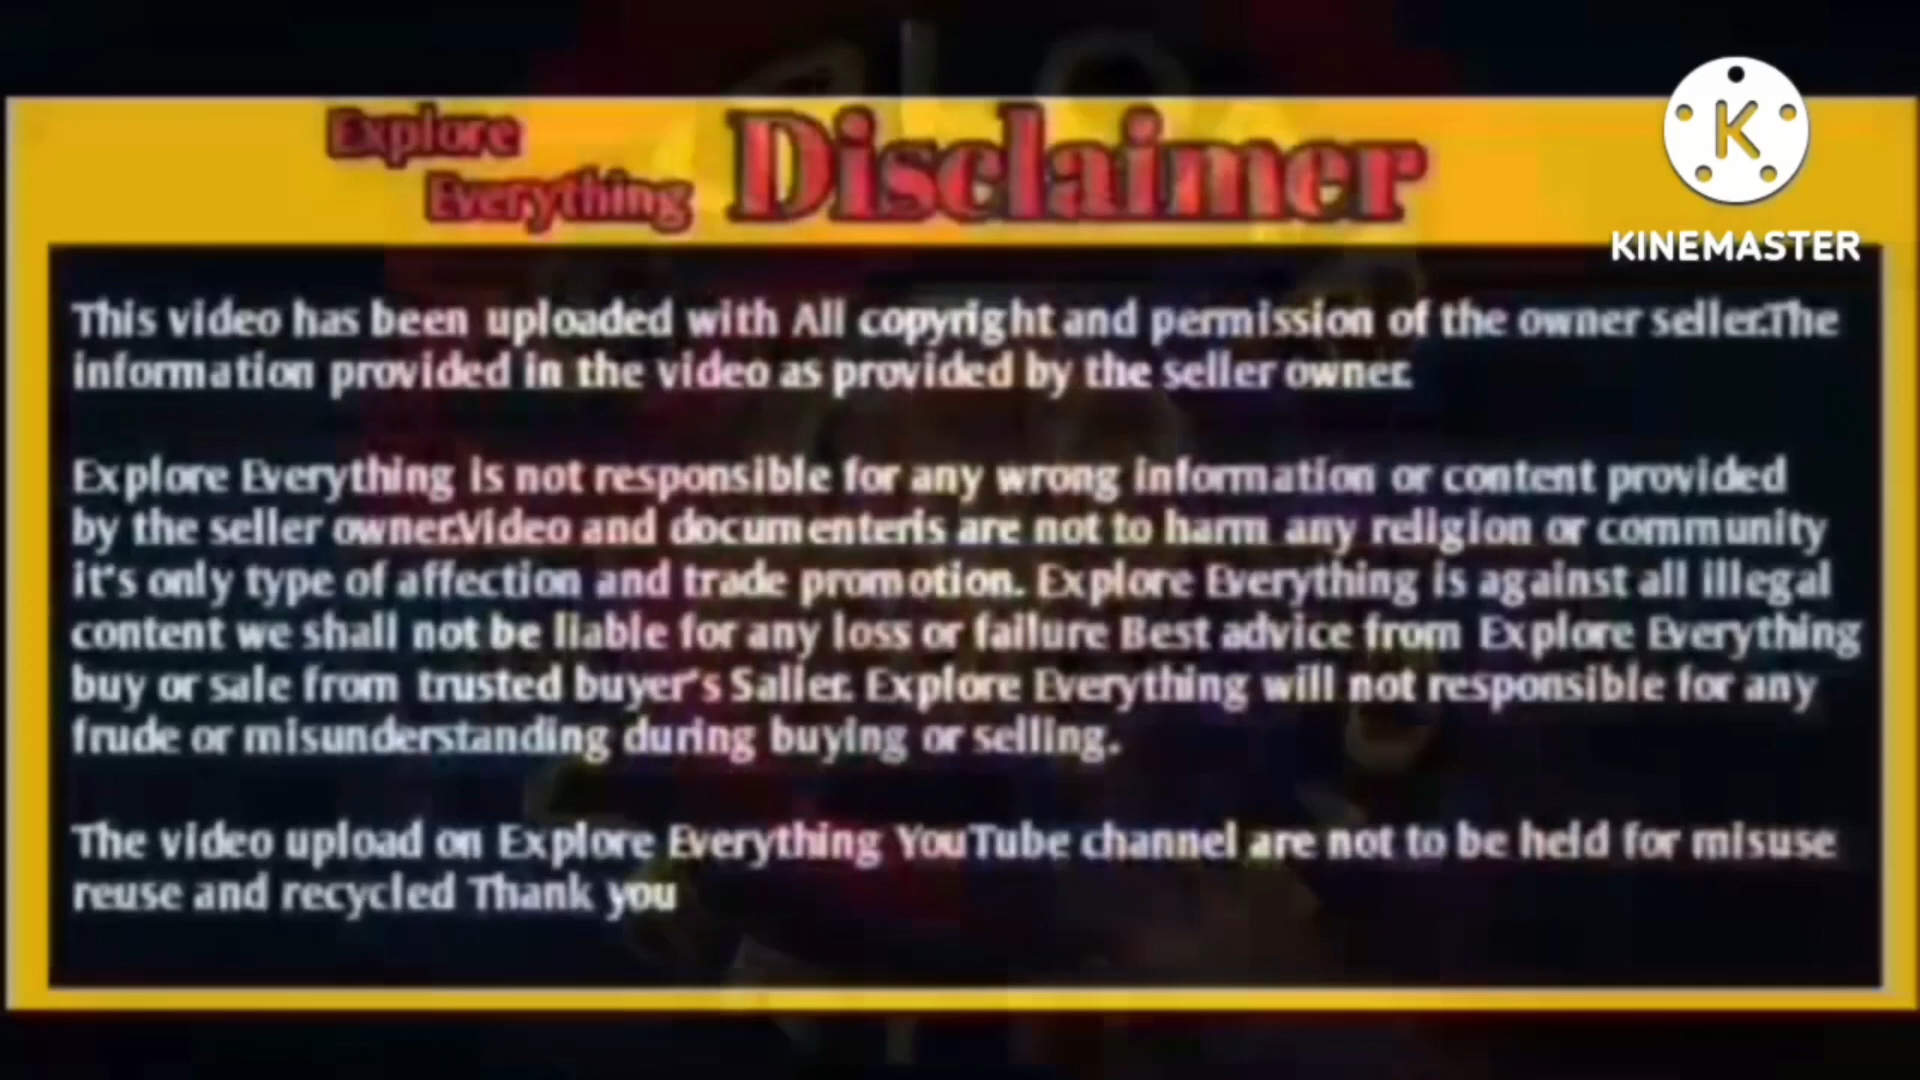 Explore
Everything
Disclaimer
K
KINEMASTER
This video has been uploaded with All copyright and permission of the owner seller.The
information provided in the video as provided by the seller owner.
Explore Everything is not responsible for any wrong information or content provided
by the seller owner.Video and documenteris are not to harm any religion or community
it's only type of affection and trade promotion. Explore Everything is against all illegal
content we shall not be liable for any loss or failure Best advice from Explore Everything
buy or sale from trusted buyer's Saller. Explore Everything will not responsible for any
frude or misunderstanding during buying or selling.
The video upload on Explore Everything YouTube channel are not to be held for misuse
reuse and recycled Thank you